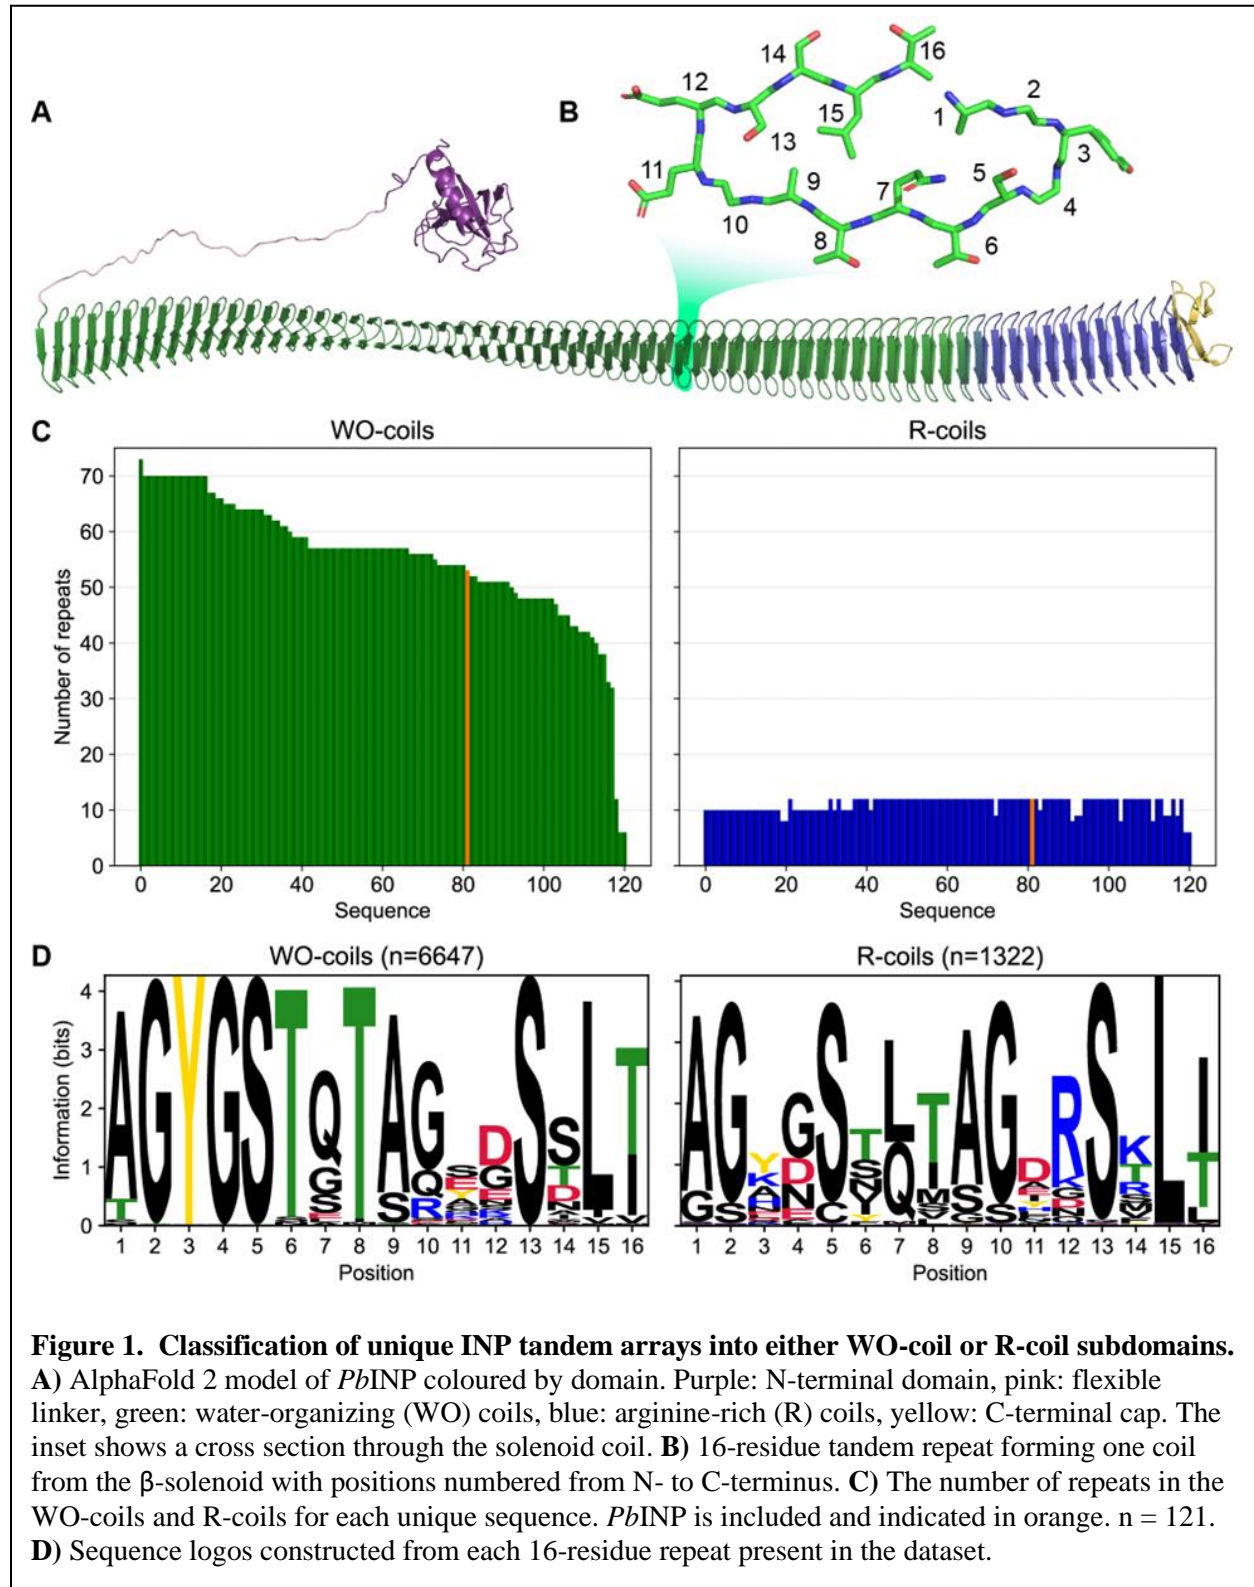 A
B
14
16
12
2
15
1
13
3
11
9
7
5
4
10
8
6
C
WO-coils
R-coils
Number of repeats
70
60
50
40
30
20
10
0
0 20 40 60 80 100 120
0 20 40 60 80 100 120
Sequence
Sequence
D
WO-coils (n=6647)
R-coils (n=1322)
Information (bits)
4
3
2
1
0
1 2 3 4 5 6 7 8 9 10 11 12 13 14 15 16
1 2 3 4 5 6 7 8 9 10 11 12 13 14 15 16
Position
Position
Figure 1. Classification of unique INP tandem arrays into either WO-coil or R-coil subdomains.
A) AlphaFold 2 model of PbINP coloured by domain. Purple: N-terminal domain, pink: flexible
linker, green: water-organizing (WO) coils, blue: arginine-rich (R) coils, yellow: C-terminal cap. The
inset shows a cross section through the solenoid coil. B) 16-residue tandem repeat forming one coil
from the β-solenoid with positions numbered from N- to C-terminus. C) The number of repeats in the
WO-coils and R-coils for each unique sequence. PbINP is included and indicated in orange. n = 121.
D) Sequence logos constructed from each 16-residue repeat present in the dataset.